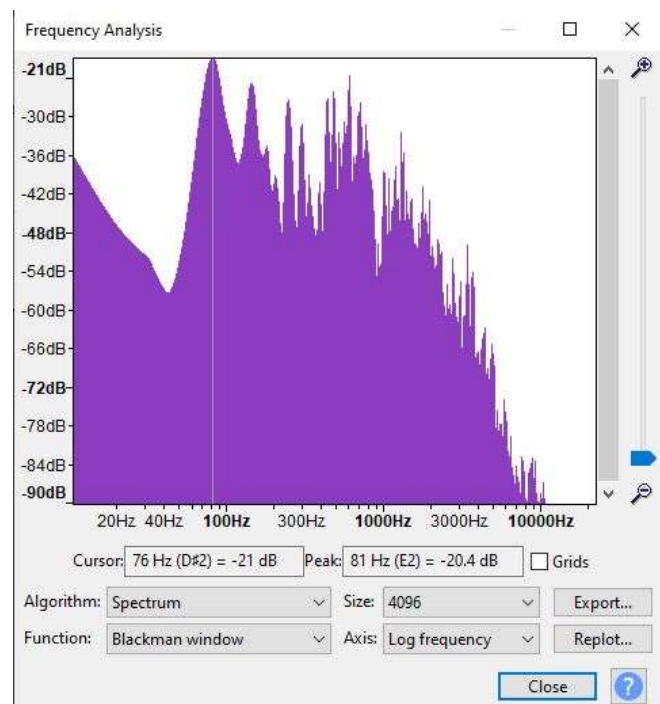 Frequency Analysis
-21dB
-30dB
-36dB
-42dB
-48dB
-54dB
-60dB
-66dB
-72dB
-78dB
-84dB
-90dB
20Hz 40Hz 100Hz 300Hz 1000Hz 3000Hz 10000Hz
Cursor: 76 Hz (D♯2) = -21 dB Peak: 81 Hz (E2) = -20.4 dB Grids
Algorithm: Spectrum Size: 4096 Export...
Function: Blackman window Axis: Log frequency Replot...
Close ?